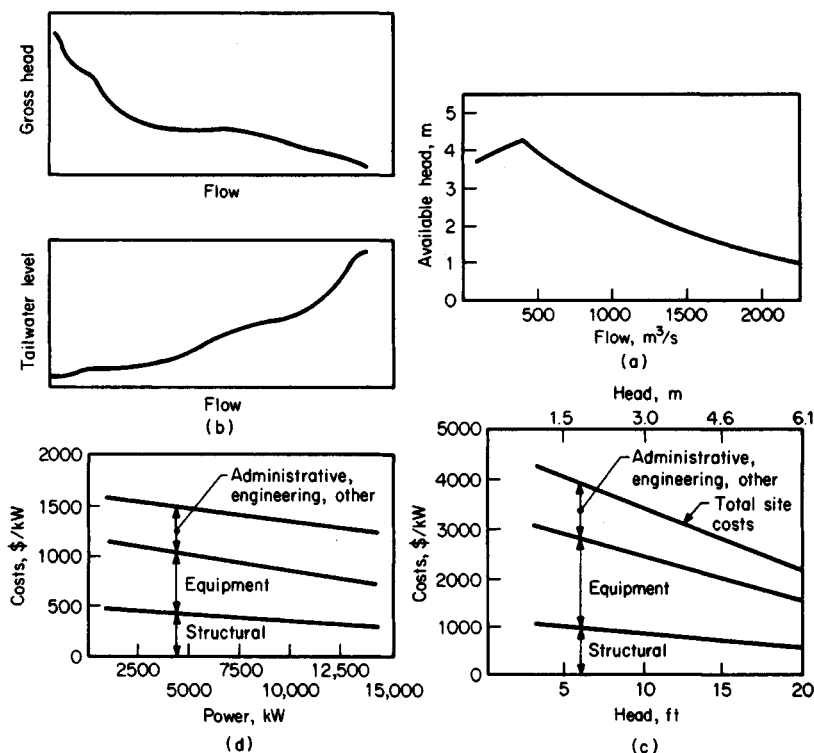 Gross head
Flow
Tailwater level
Flow
(b)
Available head, m
5
4
3
2
1
0
500 1000 1500 2000
Flow, m³/s
(a)
Costs, $/kW
2000
1500
1000
500
0
Administrative,
engineering, other
Equipment
Structural
2500 5000 7500 10,000 12,500 15,000
Power, kW
(d)
Head, m
1.5 3.0 4.6 6.1
Costs, $/kW
5000
4000
3000
2000
1000
0
Administrative,
engineering, other
Total site
costs
Equipment
Structural
5 10 15 20
Head, ft
(c)